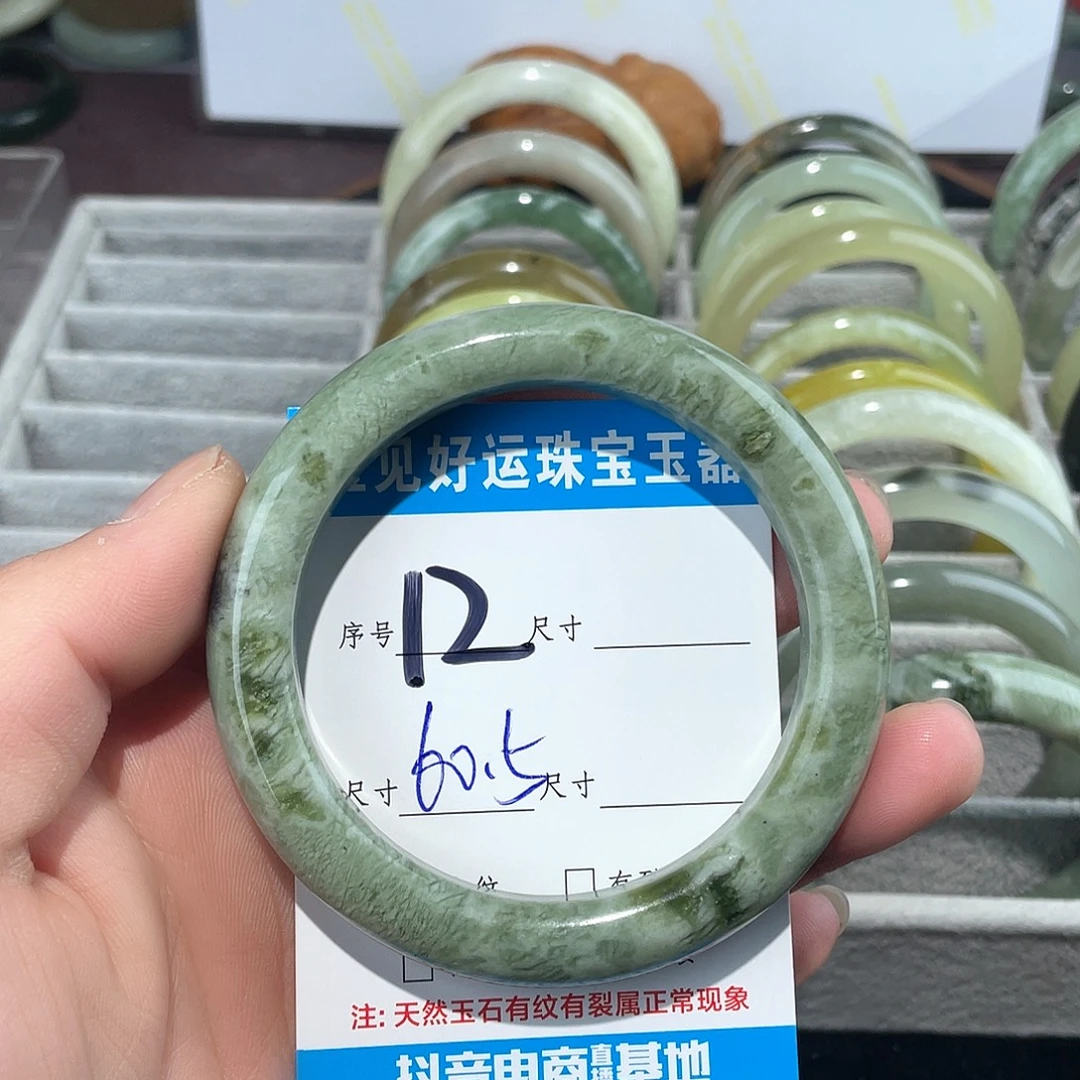 见好运珠宝玉器
序号 12 尺寸
尺寸 60.5 尺寸
纹 有
注: 天然玉石有纹有裂属正常现象
抖音电商直播基地